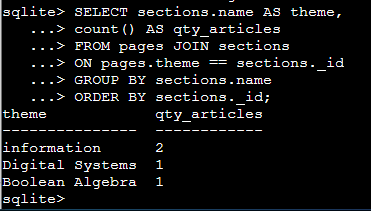 sqlite> SELECT sections.name AS theme,
   ...> count() AS qty_articles
   ...> FROM pages JOIN sections
   ...> ON pages.theme == sections._id
   ...> GROUP BY sections.name
   ...> ORDER BY sections._id;
theme            qty_articles
---------------  ------------
information      2
Digital Systems  1
Boolean Algebra  1
sqlite>